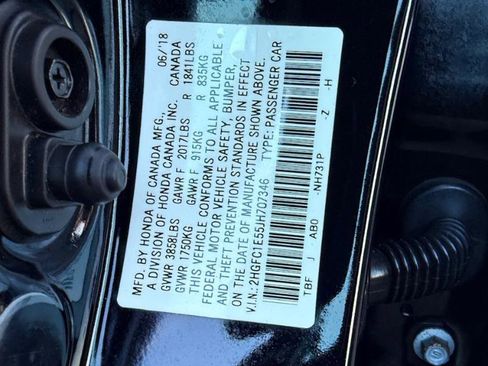 MFD. BY HONDA OF CANADA MFG. 06/'18
A DIVISION OF HONDA CANADA INC. CANADA
GVWR 3858LBS GAWR F 2017LBS R 1841LBS
GVWR 1750KG GAWR F 915KG R 835KG
THIS VEHICLE CONFORMS TO ALL APPLICABLE
FEDERAL MOTOR VEHICLE SAFETY, BUMPER,
AND THEFT PREVENTION STANDARDS IN EFFECT
ON THE DATE OF MANUFACTURE SHOWN ABOVE.
V.I.N.: 2HGFC1E55JH707346 TYPE: PASSENGER CAR
TBF J -AB0 -NH731P -Z -H